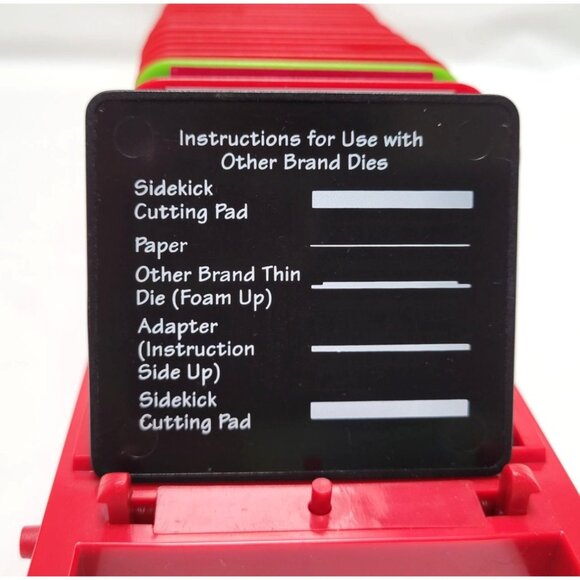 Instructions for Use with
Other Brand Dies
Sidekick
Cutting Pad
Paper
Other Brand Thin
Die (Foam Up)
Adapter
(Instruction
Side Up)
Sidekick
Cutting Pad